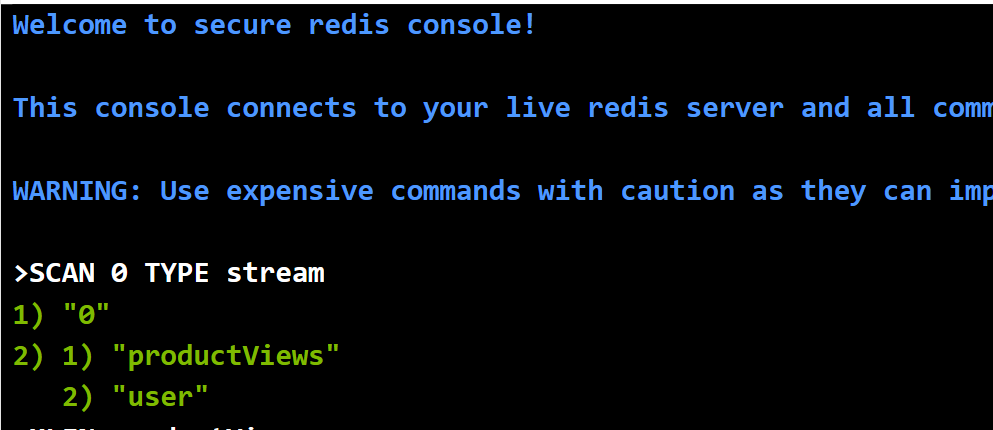 Welcome to secure redis console!
This console connects to your live redis server and all comm
WARNING: Use expensive commands with caution as they can imp
>SCAN 0 TYPE stream
1) "0"
2) 1) "productViews"
   2) "user"